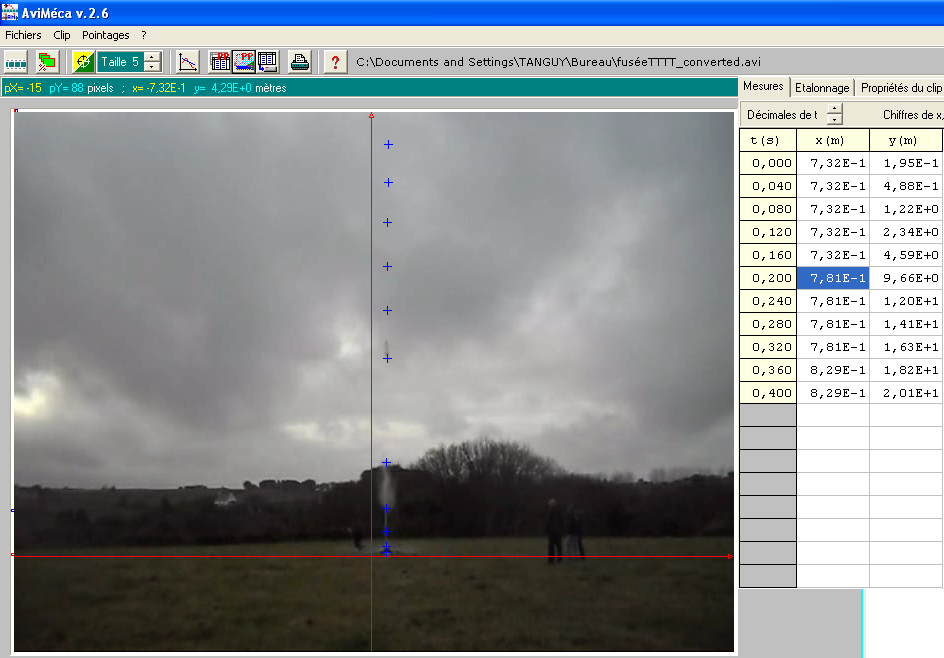 AviMéca v.2.6
Fichiers Clip Pointages ?
Taille 5 ? C:\Documents and Settings\TANGUY\Bureau\fuséeTTTT_converted.avi
pX= -15 pY= 88 pixels ; x= -7,32E-1 y= 4,29E+0 mètres
Mesures Etalonnage Propriétés du clip
Décimales de t Chiffres de x,
t (s) x (m) y (m)
0,000 7,32E-1 1,95E-1
0,040 7,32E-1 4,88E-1
0,080 7,32E-1 1,22E+0
0,120 7,32E-1 2,34E+0
0,160 7,32E-1 4,59E+0
0,200 7,81E-1 9,66E+0
0,240 7,81E-1 1,20E+1
0,280 7,81E-1 1,41E+1
0,320 7,81E-1 1,63E+1
0,360 8,29E-1 1,82E+1
0,400 8,29E-1 2,01E+1